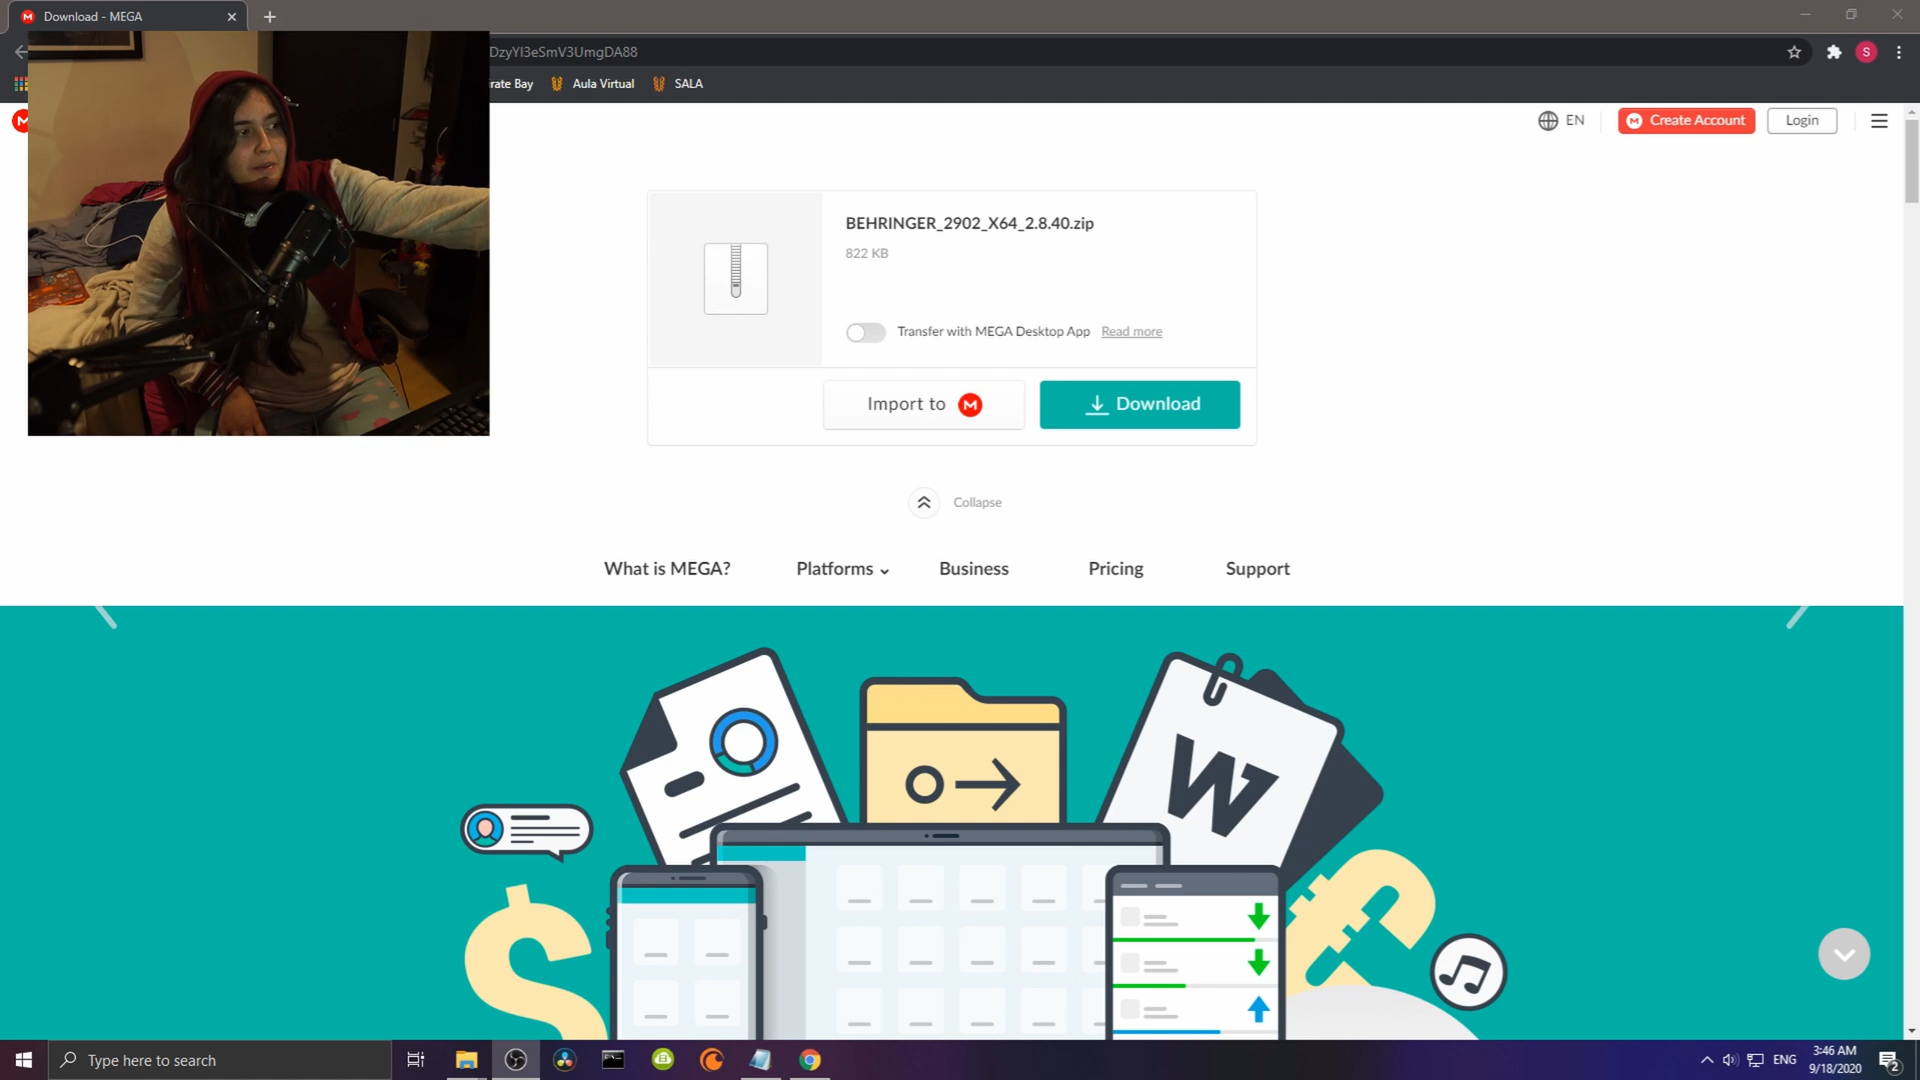 Download - MEGA
DzyYI3eSmV3UmgDA88
S
rate Bay
Aula Virtual
SALA
M
EN
M Create Account
Login
BEHRINGER_2902_X64_2.8.40.zip
822 KB
Transfer with MEGA Desktop App Read more
Import to M
Download
Collapse
What is MEGA?
Platforms
Business
Pricing
Support
W
$
€
Type here to search
ENG
3:46 AM
9/18/2020
2